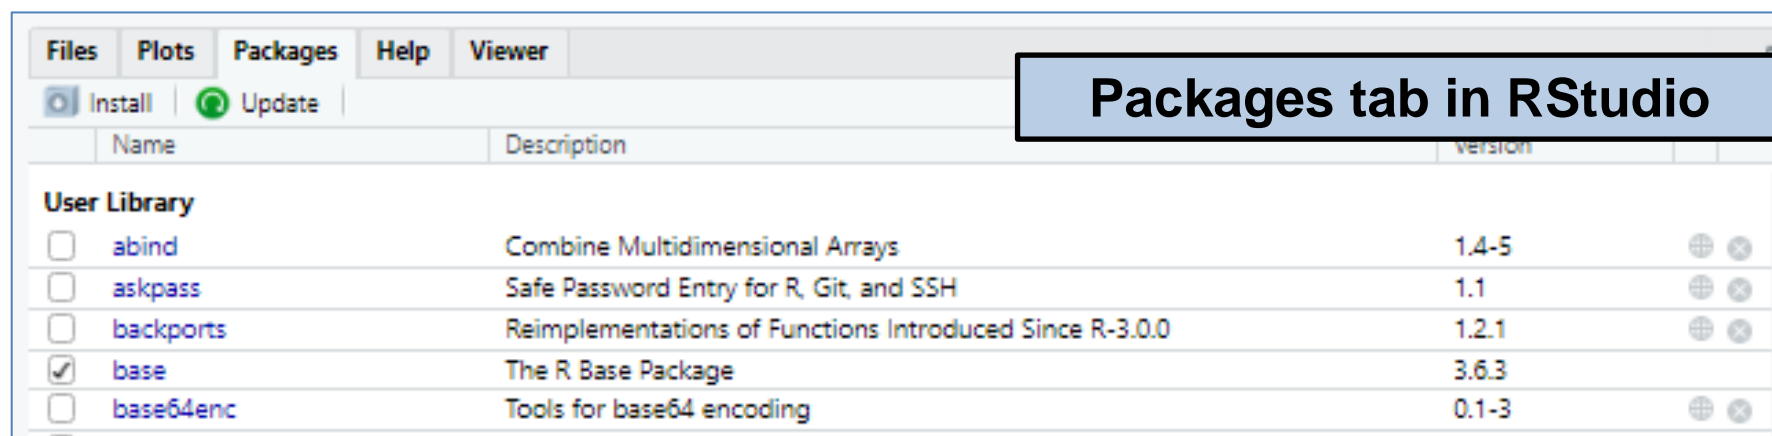 Files Plots Packages Help Viewer
Packages tab in RStudio
Install Update
Name Description Version
User Library
abind Combine Multidimensional Arrays 1.4-5
askpass Safe Password Entry for R, Git, and SSH 1.1
backports Reimplementations of Functions Introduced Since R-3.0.0 1.2.1
base The R Base Package 3.6.3
base64enc Tools for base64 encoding 0.1-3